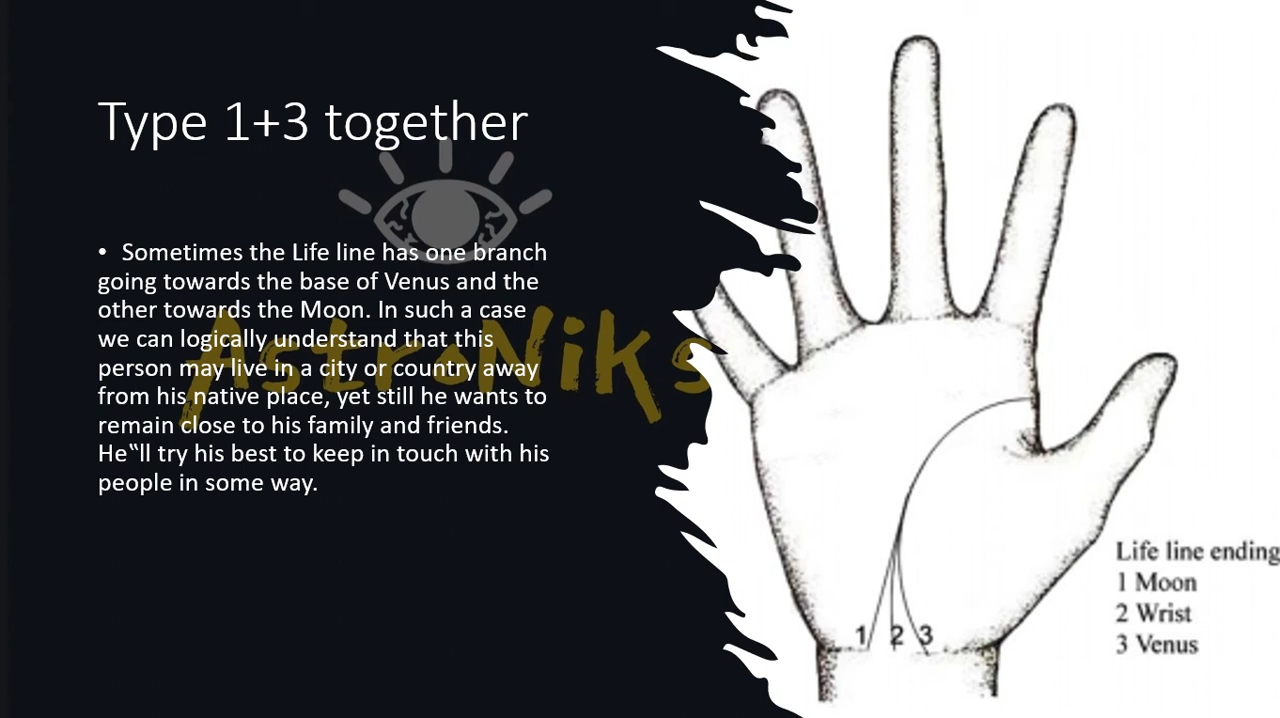 Type 1+3 together
• Sometimes the Life line has one branch
going towards the base of Venus and the
other towards the Moon. In such a case
we can logically understand that this
person may live in a city or country away
from his native place, yet still he wants to
remain close to his family and friends.
He‟ll try his best to keep in touch with his
people in some way.
AstroNiks
1 2 3
Life line ending
1 Moon
2 Wrist
3 Venus